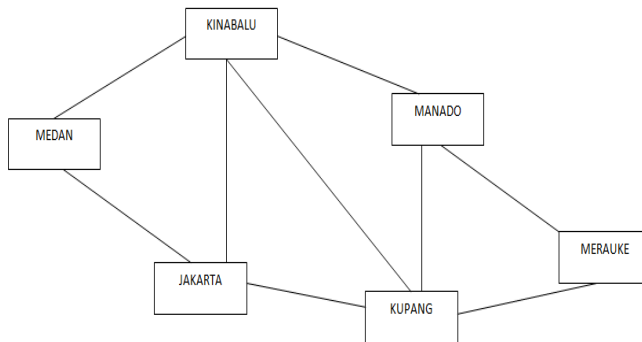 KINABALU
MANADO
MEDAN
MERAUKE
JAKARTA
KUPANG